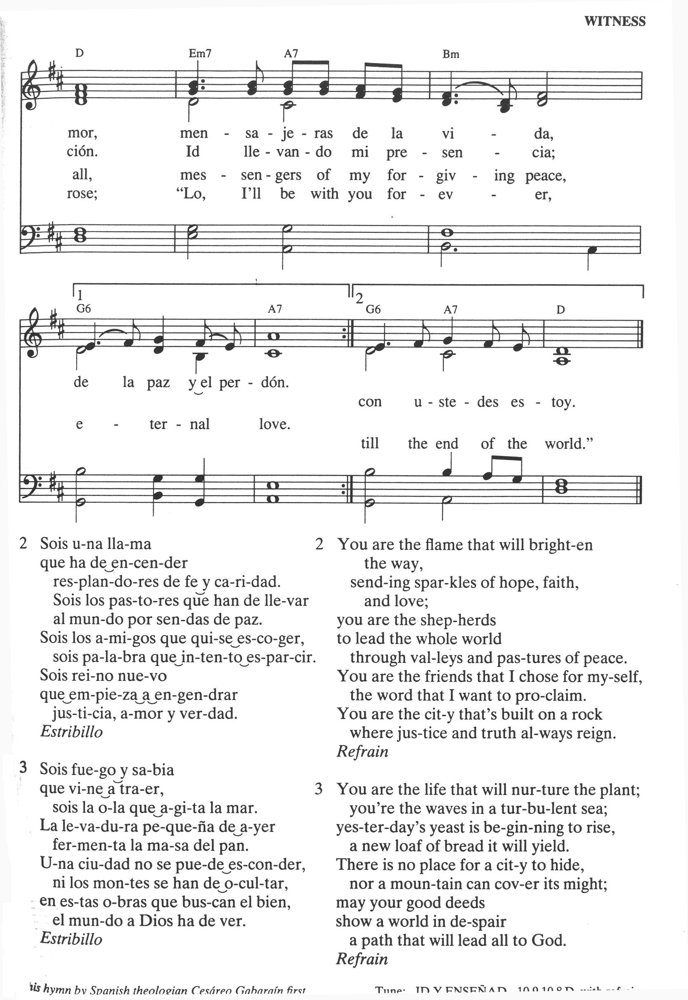 WITNESS
D Em7 A7 Bm
mor, men - sa - je - ras de la vi - da,
ción. Id lle - van - do mi pre - sen - cia;
all, mes - sen - gers of my for - giv - ing peace,
rose; “Lo, I’ll be with you for - ev - er,
1 2
G6 A7 G6 A7 D
de la paz y‿el per - dón.
con u - ste - des es - toy.
e - ter - nal love.
till the end of the world.”
2 Sois u-na lla-ma
que ha de‿en-cen-der
res-plan-do-res de fe‿y ca-ri-dad.
Sois los pas-to-res que han de lle-var
al mun-do por sen-das de paz.
Sois los a-mi-gos que qui-se‿es-co-ger,
sois pa-la-bra que‿in-ten-to‿es-par-cir.
Sois rei-no nue-vo
que‿em-pie-za‿a‿en-gen-drar
jus-ti-cia, a-mor y ver-dad.
Estribillo
3 Sois fue-go‿y sa-bia
que vi-ne‿a tra-er,
sois la o-la que‿a-gi-ta la mar.
La le-va-du-ra pe-que-ña de‿a-yer
fer-men-ta la ma-sa del pan.
U-na ciu-dad no se pue-de‿es-con-der,
ni los mon-tes se han de‿o-cul-tar,
en es-tas o-bras que bus-can el bien,
el mun-do a Dios ha de ver.
Estribillo
2 You are the flame that will bright-en
the way,
send-ing spar-kles of hope, faith,
and love;
you are the shep-herds
to lead the whole world
through val-leys and pas-tures of peace.
You are the friends that I chose for my-self,
the word that I want to pro-claim.
You are the cit-y that’s built on a rock
where jus-tice and truth al-ways reign.
Refrain
3 You are the life that will nur-ture the plant;
you’re the waves in a tur-bu-lent sea;
yes-ter-day’s yeast is be-gin-ning to rise,
a new loaf of bread it will yield.
There is no place for a cit-y to hide,
nor a moun-tain can cov-er its might;
may your good deeds
show a world in de-spair
a path that will lead all to God.
Refrain
his hymn by Spanish theologian Cesáreo Gabaraín first
Tune: ID Y ENSEÑAD 10.9.10.8.D. with refrain